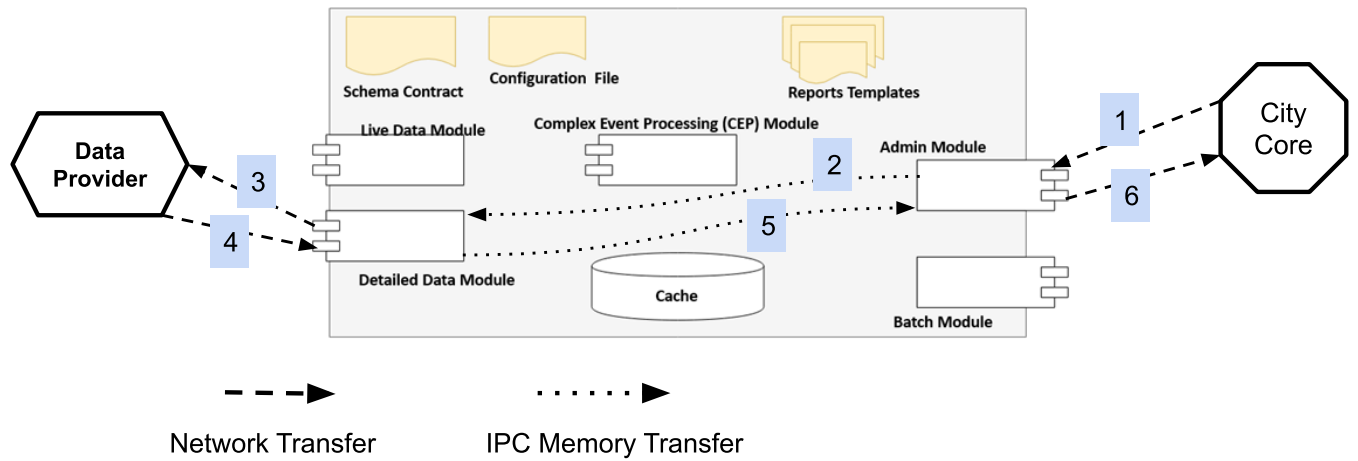 Schema Contract
Configuration File
Reports Templates
Data
Provider
Live Data Module
Complex Event Processing (CEP) Module
Admin Module
City
Core
1
2
3
4
5
6
Detailed Data Module
Cache
Batch Module
Network Transfer
IPC Memory Transfer